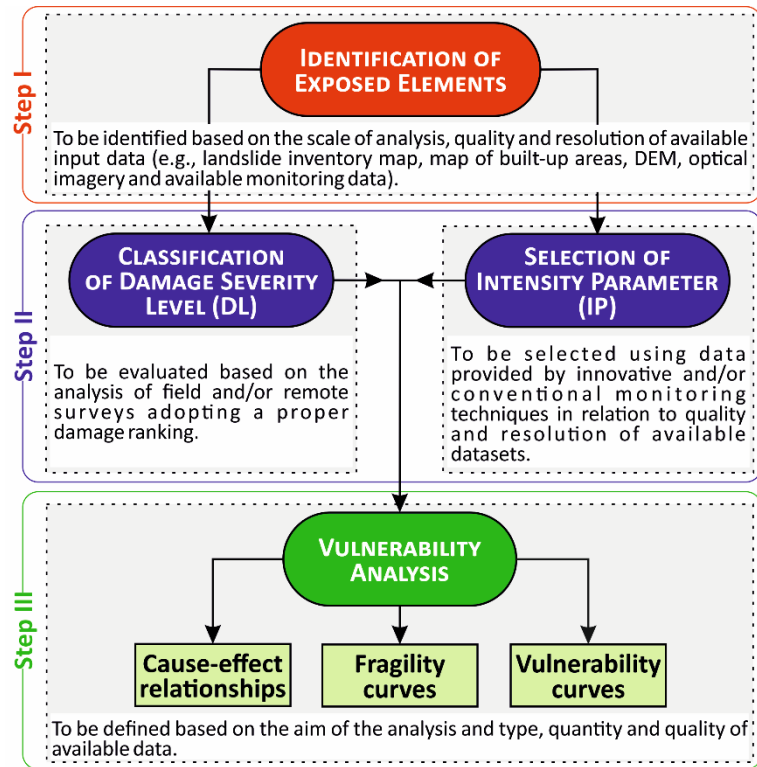 Step I
IDENTIFICATION OF
EXPOSED ELEMENTS
To be identified based on the scale of analysis, quality and resolution of available
input data (e.g., landslide inventory map, map of built-up areas, DEM, optical
imagery and available monitoring data).
Step II
CLASSIFICATION
OF DAMAGE SEVERITY
LEVEL (DL)
To be evaluated based on the
analysis of field and/or remote
surveys adopting a proper
damage ranking.
SELECTION OF
INTENSITY PARAMETER
(IP)
To be selected using data
provided by innovative and/or
conventional monitoring
techniques in relation to quality
and resolution of available
datasets.
Step III
VULNERABILITY
ANALYSIS
Cause-effect
relationships
Fragility
curves
Vulnerability
curves
To be defined based on the aim of the analysis and type, quantity and quality of
available data.